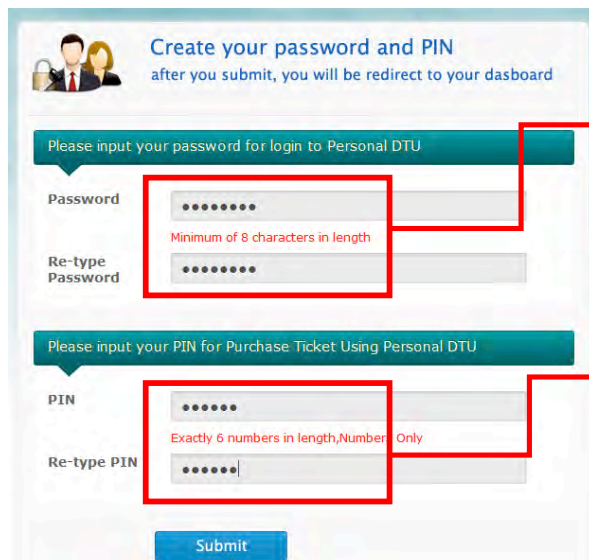 Create your password and PIN
after you submit, you will be redirect to your dasboard
Please input your password for login to Personal DTU
Password
••••••••
Minimum of 8 characters in length
Re-type
Password
••••••••
Please input your PIN for Purchase Ticket Using Personal DTU
PIN
••••••
Exactly 6 numbers in length,Number Only
Re-type PIN
••••••
Submit